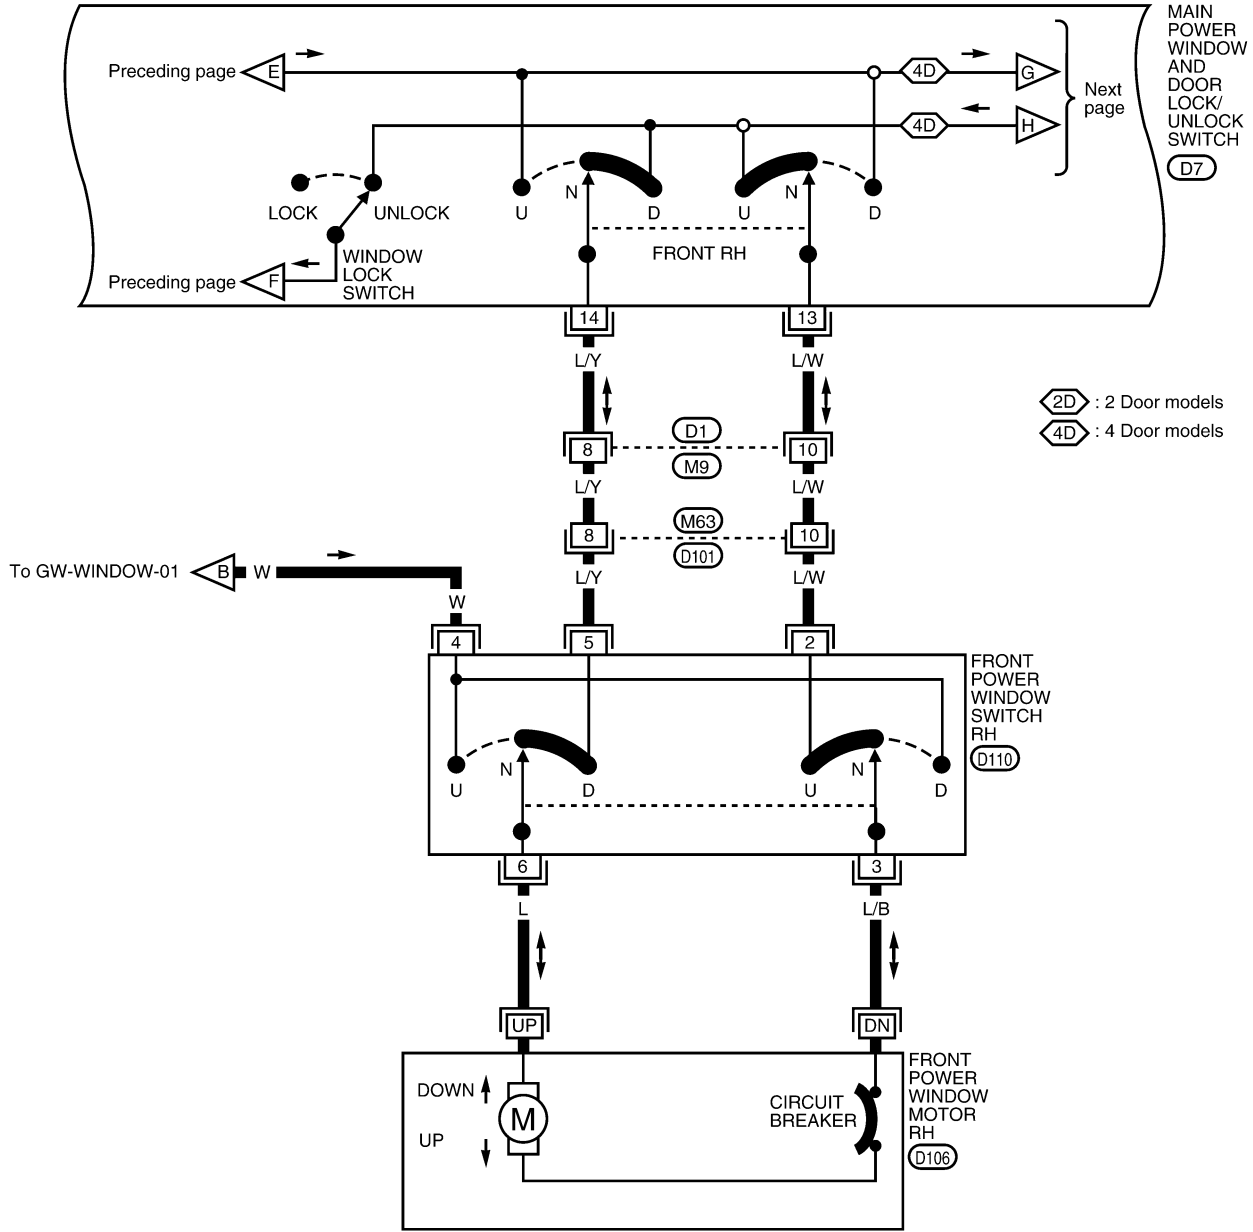 MAIN
POWER
WINDOW
AND
DOOR
LOCK/
UNLOCK
SWITCH
D7
Preceding page E
4D G
Next
page
4D H
LOCK UNLOCK
WINDOW
LOCK
SWITCH
Preceding page F
U N D
U N D
FRONT RH
14 13
L/Y L/W
2D : 2 Door models
4D : 4 Door models
8 D1 10
M9
L/Y L/W
8 M63 10
D101
To GW-WINDOW-01 B W
L/Y L/W
W
4 5 2
FRONT
POWER
WINDOW
SWITCH
RH
D110
U N D
U N D
6 3
L L/B
UP DN
FRONT
POWER
WINDOW
MOTOR
RH
D106
DOWN
UP
M
CIRCUIT
BREAKER